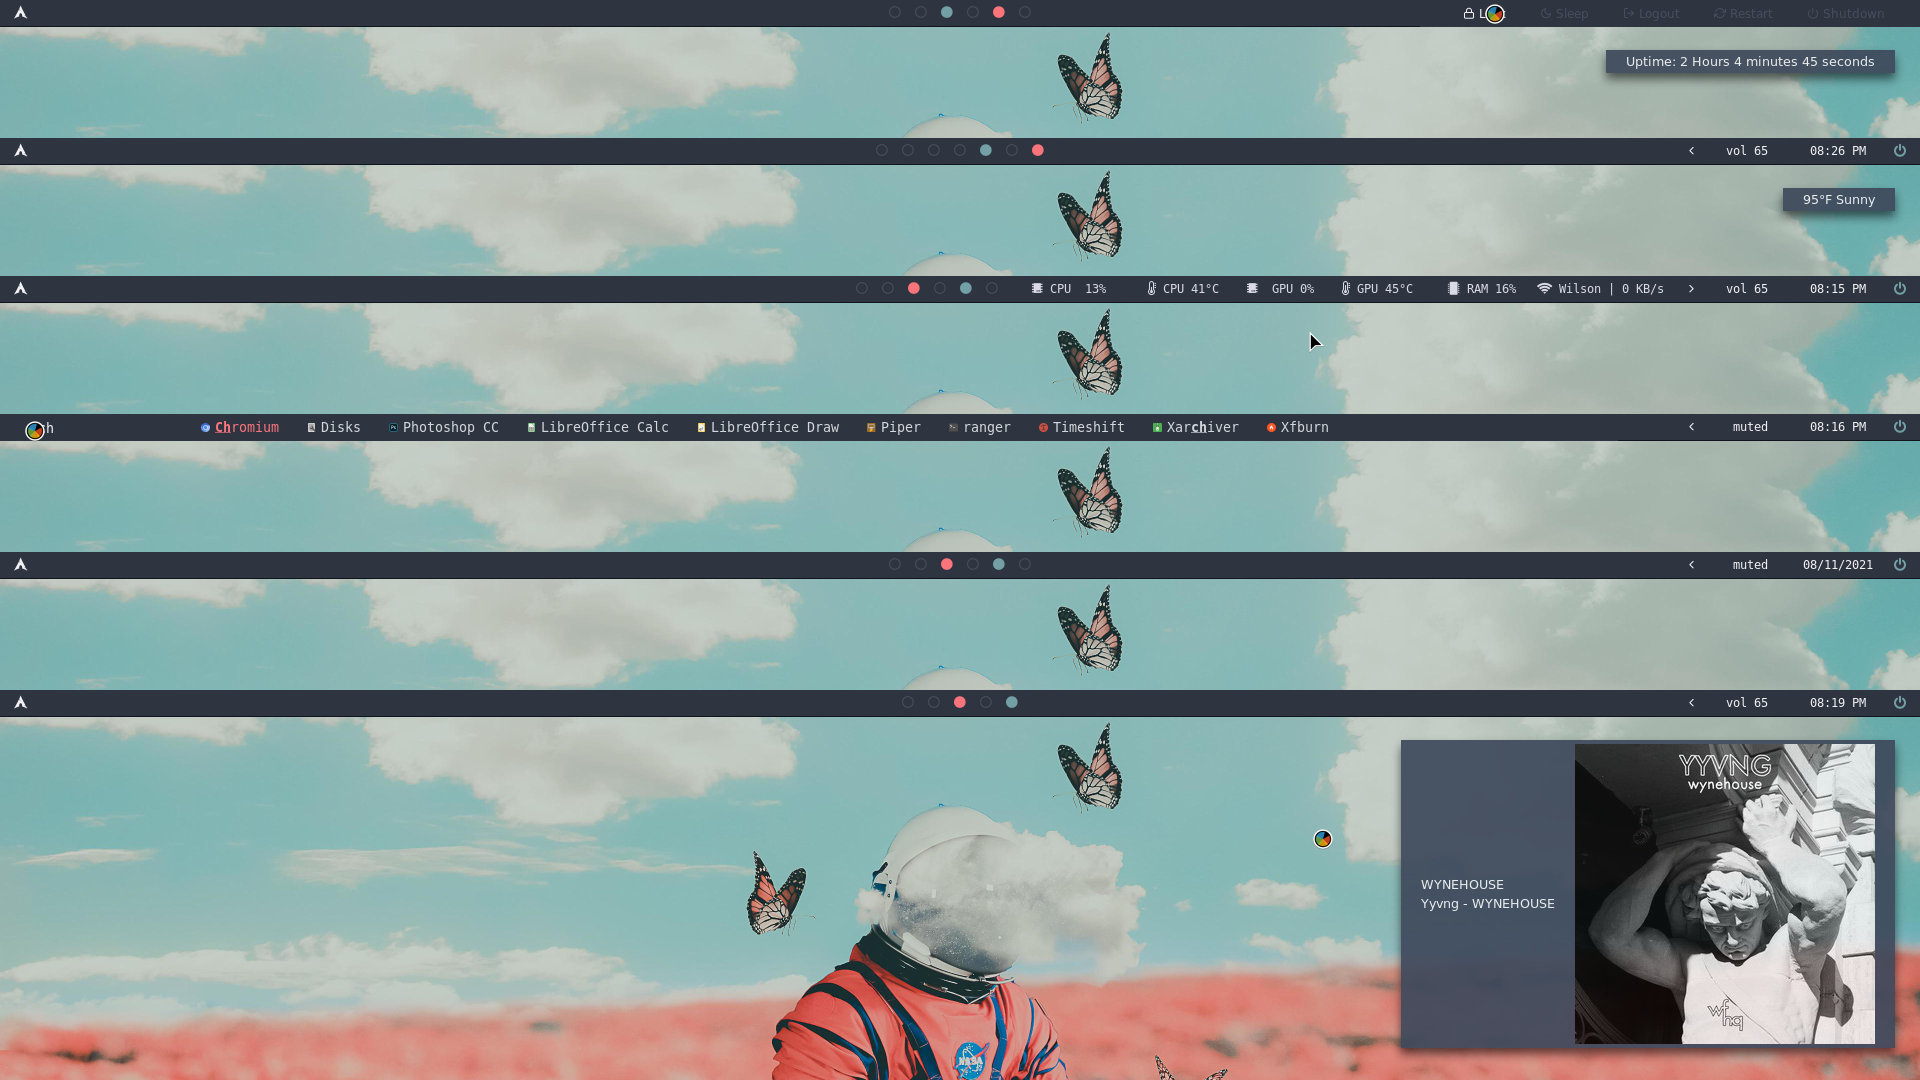 Sleep Logout Restart Shutdown
Uptime: 2 Hours 4 minutes 45 seconds
vol 65 08:26 PM
95°F Sunny
CPU 13% CPU 41°C GPU 0% GPU 45°C RAM 16% Wilson | 0 KB/s vol 65 08:15 PM
Chromium Disks Photoshop CC LibreOffice Calc LibreOffice Draw Piper ranger Timeshift Xarchiver Xfburn muted 08:16 PM
muted 08/11/2021
vol 65 08:19 PM
YYVNG
wynehouse
WYNEHOUSE
Yyvng - WYNEHOUSE
wf
hq
NASA